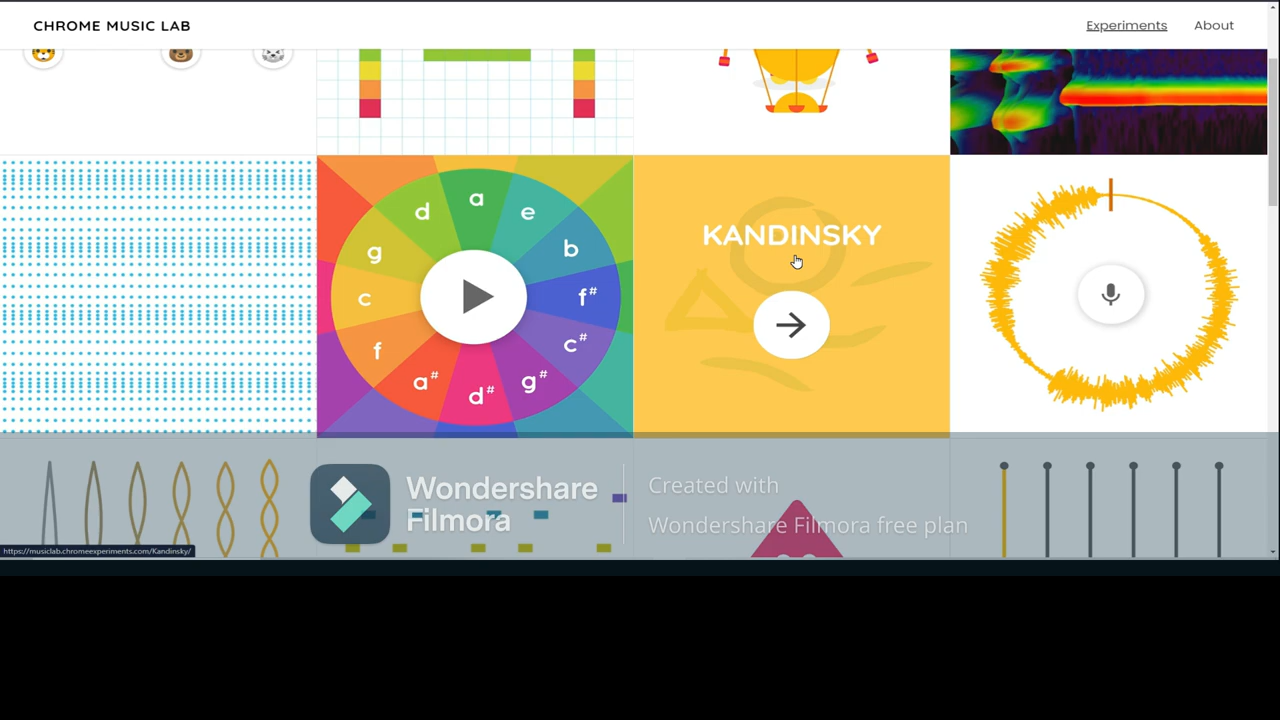 CHROME MUSIC LAB
Experiments
About
a
d
e
g
b
c
f#
f
c#
a#
g#
d#
KANDINSKY
Wondershare
Filmora
Created with
Wondershare Filmora free plan
https://musiclab.chromeexperiments.com/Kandinsky/